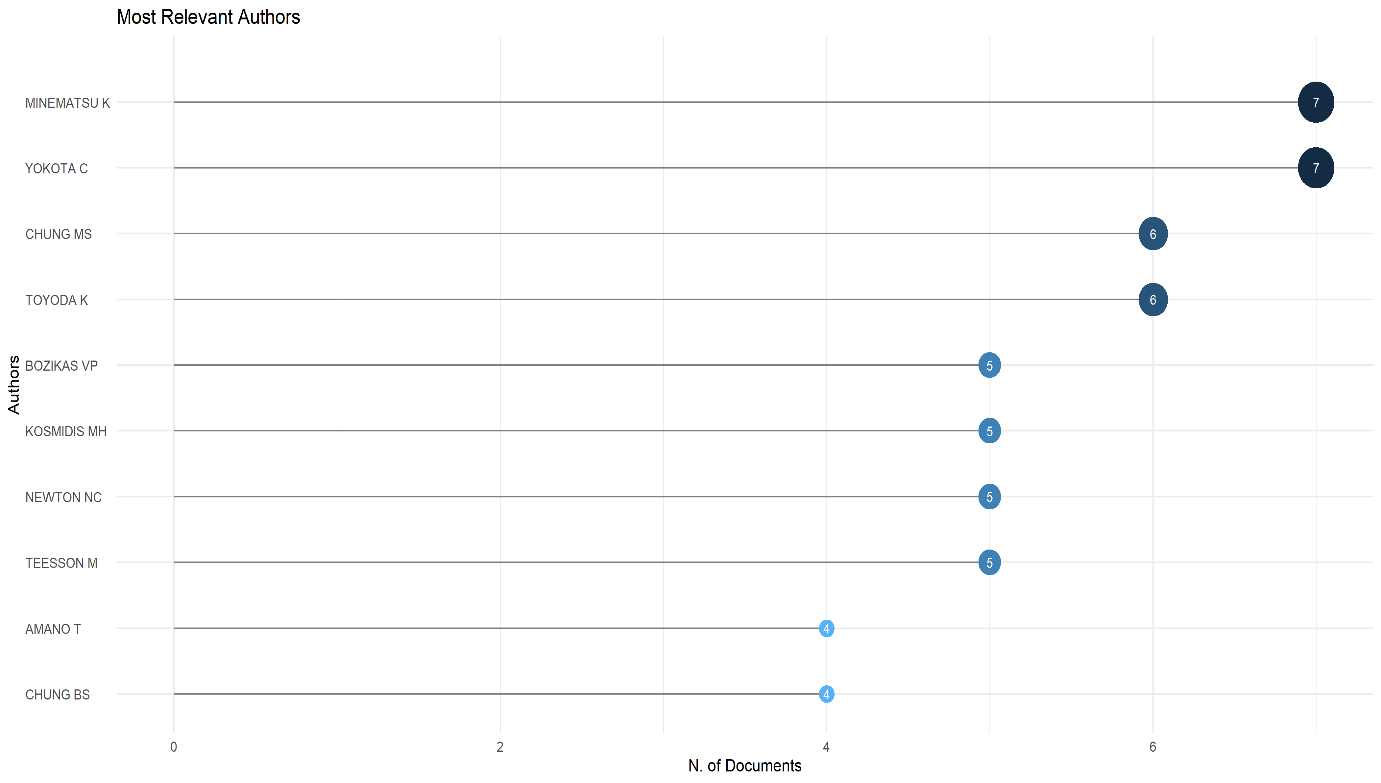 Most Relevant Authors
MINEMATSU K 7
YOKOTA C 7
CHUNG MS 6
TOYODA K 6
BOZIKAS VP 5
KOSMIDIS MH 5
NEWTON NC 5
TEESSON M 5
AMANO T 4
CHUNG BS 4
Authors
0 2 4 6
N. of Documents